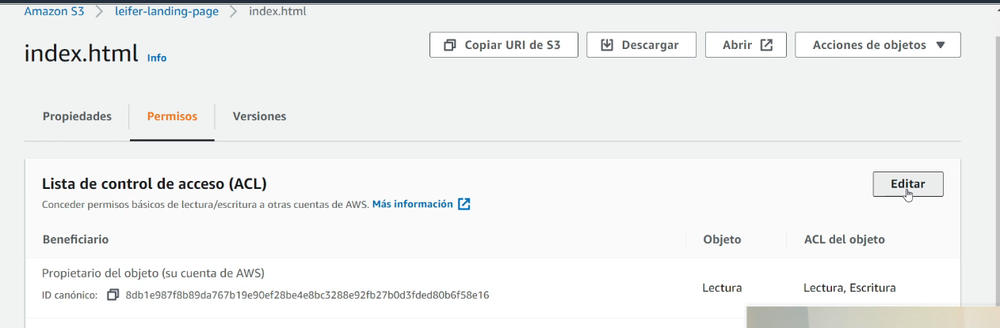 Amazon S3 > leifer-landing-page > index.html
index.html Info
Copiar URI de S3 Descargar Abrir Acciones de objetos
Propiedades Permisos Versiones
Lista de control de acceso (ACL)
Editar
Conceder permisos básicos de lectura/escritura a otras cuentas de AWS. Más información
Beneficiario Objeto ACL del objeto
Propietario del objeto (su cuenta de AWS)
ID canónico: 8db1e987f8b89da767b19e90ef28be4e8bc3288e92fb27b0d3fded80b6f58e16
Lectura Lectura, Escritura